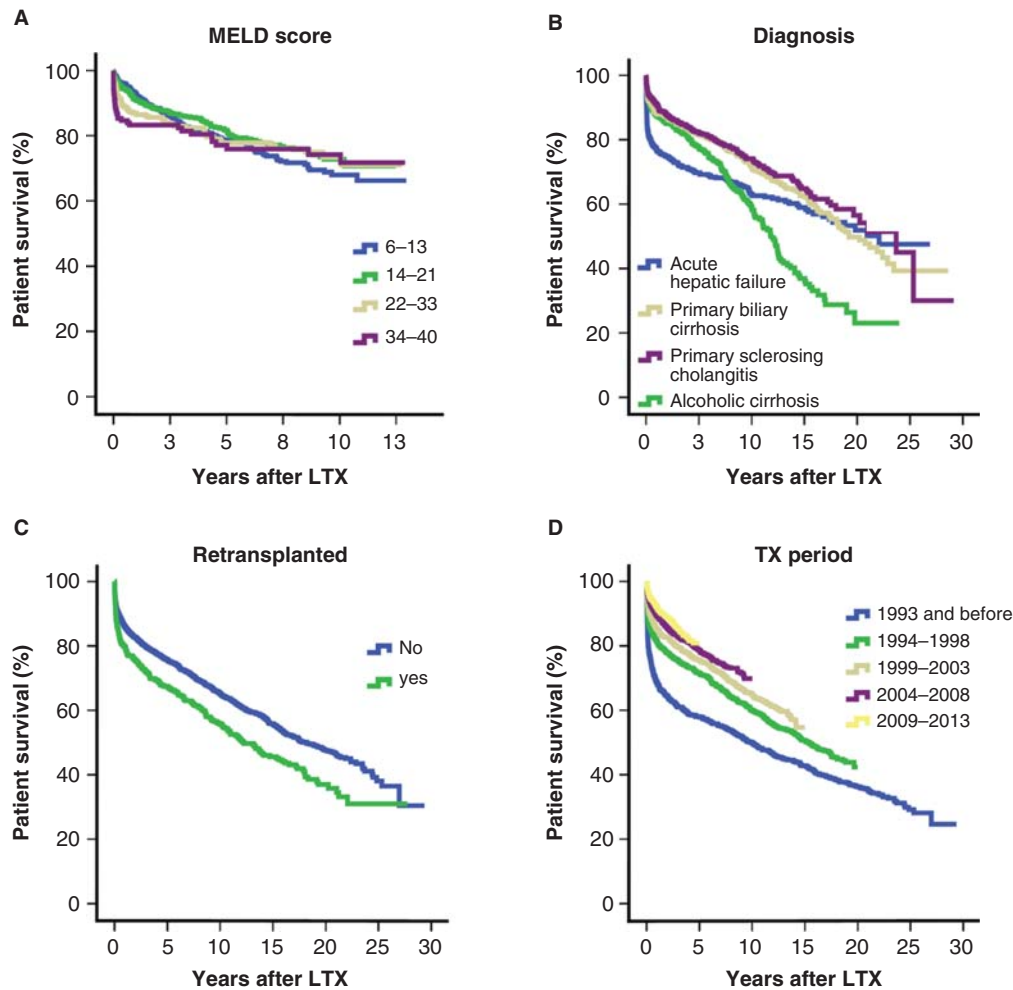 A
MELD score
100
80
60
40
20
0
Patient survival (%)
6–13
14–21
22–33
34–40
0 3 5 8 10 13
Years after LTX
B
Diagnosis
100
80
60
40
20
0
Patient survival (%)
Acute
hepatic failure
Primary biliary
cirrhosis
Primary sclerosing
cholangitis
Alcoholic cirrhosis
0 3 10 15 20 25 30
Years after LTX
C
Retransplanted
100
80
60
40
20
0
Patient survival (%)
No
yes
0 5 10 15 20 25 30
Years after LTX
D
TX period
100
80
60
40
20
0
Patient survival (%)
1993 and before
1994–1998
1999–2003
2004–2008
2009–2013
0 5 10 15 20 25 30
Years after LTX